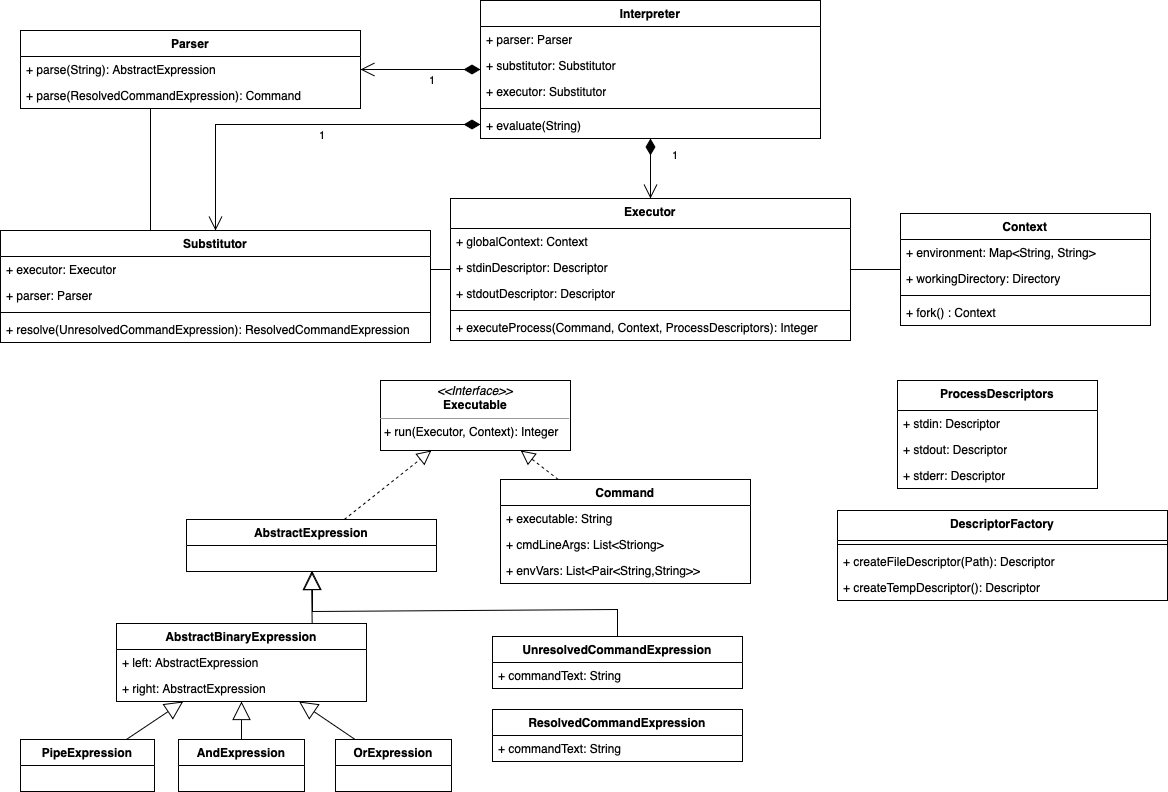 Interpreter
+ parser: Parser
+ substitutor: Substitutor
+ executor: Substitutor
+ evaluate(String)
Parser
+ parse(String): AbstractExpression
+ parse(ResolvedCommandExpression): Command
1
1
1
Substitutor
+ executor: Executor
+ parser: Parser
+ resolve(UnresolvedCommandExpression): ResolvedCommandExpression
Executor
+ globalContext: Context
+ stdinDescriptor: Descriptor
+ stdoutDescriptor: Descriptor
+ executeProcess(Command, Context, ProcessDescriptors): Integer
Context
+ environment: Map<String, String>
+ workingDirectory: Directory
+ fork() : Context
<<Interface>>
Executable
+ run(Executor, Context): Integer
ProcessDescriptors
+ stdin: Descriptor
+ stdout: Descriptor
+ stderr: Descriptor
Command
+ executable: String
+ cmdLineArgs: List<Striong>
+ envVars: List<Pair<String,String>>
AbstractExpression
DescriptorFactory
+ createFileDescriptor(Path): Descriptor
+ createTempDescriptor(): Descriptor
AbstractBinaryExpression
+ left: AbstractExpression
+ right: AbstractExpression
UnresolvedCommandExpression
+ commandText: String
ResolvedCommandExpression
+ commandText: String
PipeExpression
AndExpression
OrExpression